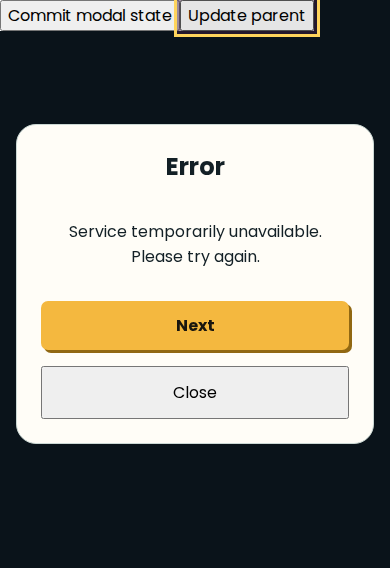 Commit modal state Update parent
Error
Service temporarily unavailable.
Please try again.
Next
Close